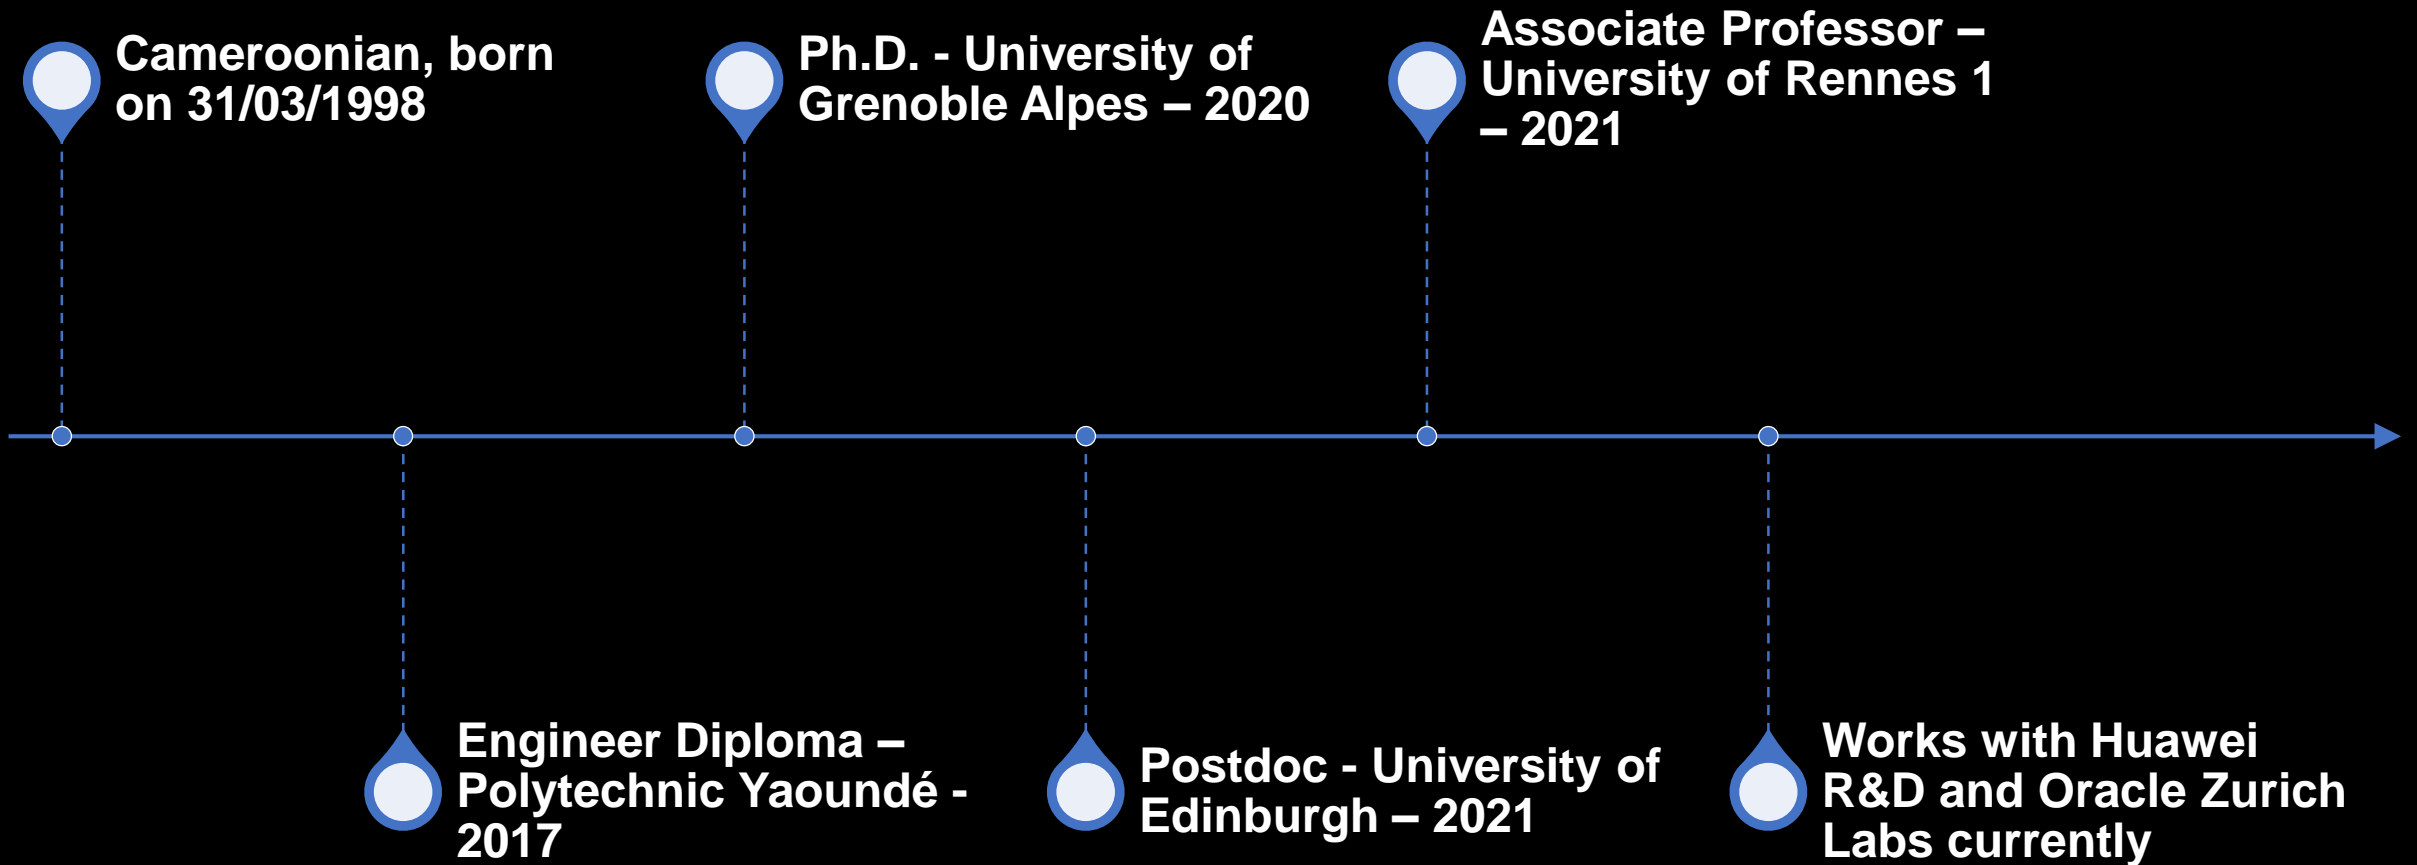 Cameroonian, born
on 31/03/1998
Engineer Diploma –
Polytechnic Yaoundé -
2017
Ph.D. - University of
Grenoble Alpes – 2020
Postdoc - University of
Edinburgh – 2021
Associate Professor –
University of Rennes 1
– 2021
Works with Huawei
R&D and Oracle Zurich
Labs currently